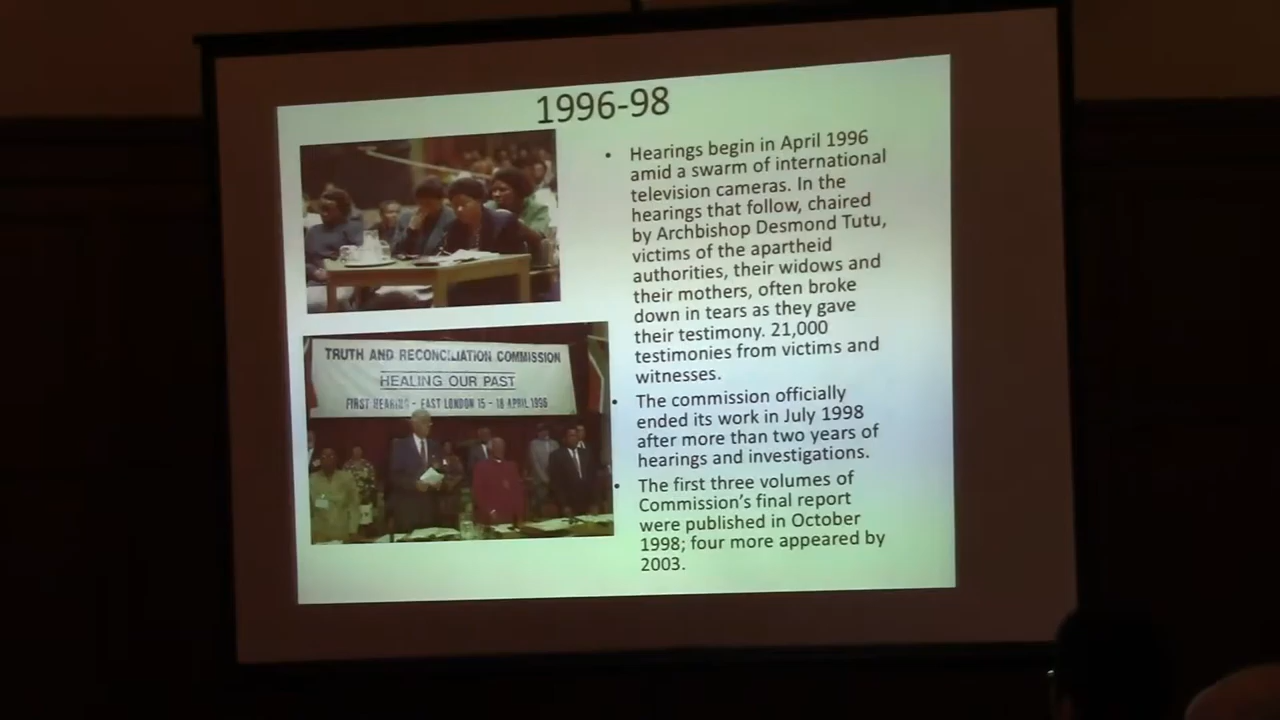 1996-98
• Hearings begin in April 1996
amid a swarm of international
television cameras. In the
hearings that follow, chaired
by Archbishop Desmond Tutu,
victims of the apartheid
authorities, their widows and
their mothers, often broke
down in tears as they gave
their testimony. 21,000
testimonies from victims and
witnesses.
• The commission officially
ended its work in July 1998
after more than two years of
hearings and investigations.
• The first three volumes of
Commission's final report
were published in October
1998; four more appeared by
2003.
TRUTH AND RECONCILIATION COMMISSION
HEALING OUR PAST
FIRST HEARING - EAST LONDON 15 - 18 APRIL 1996